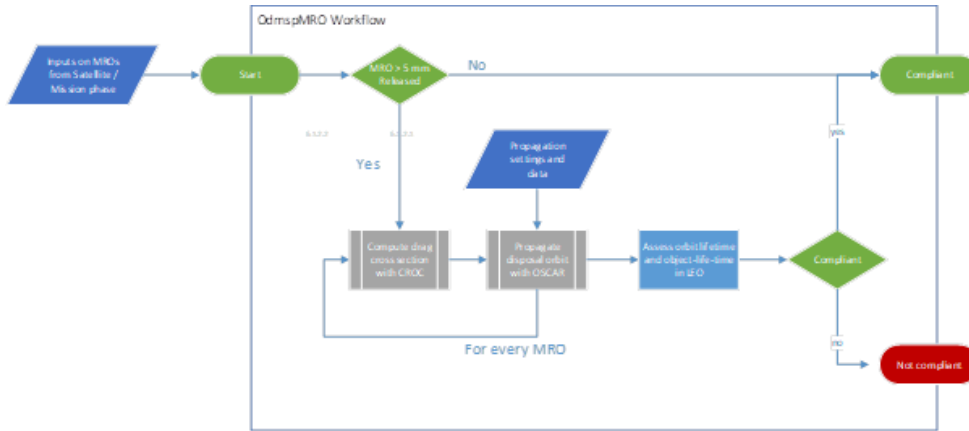 OdmspMRO Workflow
Inputs on MROs
from Satellite /
Mission phase
Start
MRO > 5 mm
Released
No
Compliant
Yes
Propagation
settings and
data
yes
Compute drag
cross section
with CROC
Propagate
disposal orbit
with OSCAR
Assess orbit lifetime
and object-life-time
in LEO
Compliant
For every MRO
no
Not compliant